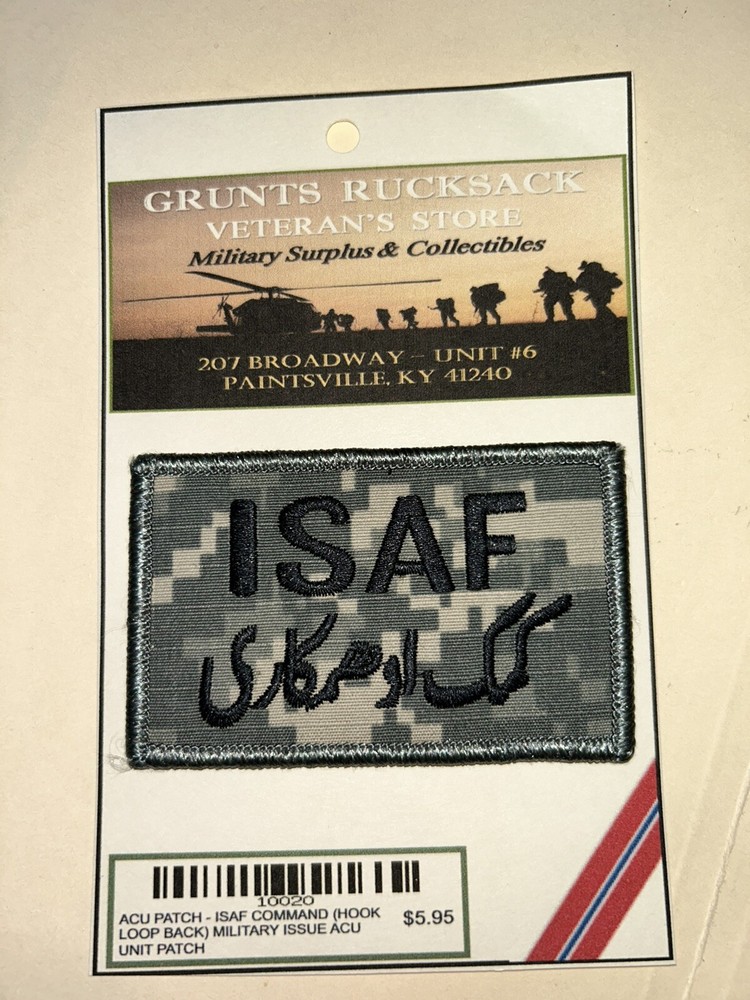 GRUNTS RUCKSACK
VETERAN'S STORE
Military Surplus & Collectibles
207 BROADWAY – UNIT #6
PAINTSVILLE, KY 41240
ISAF
کمک او همکاری
10020
ACU PATCH - ISAF COMMAND (HOOK
LOOP BACK) MILITARY ISSUE ACU
UNIT PATCH
$5.95